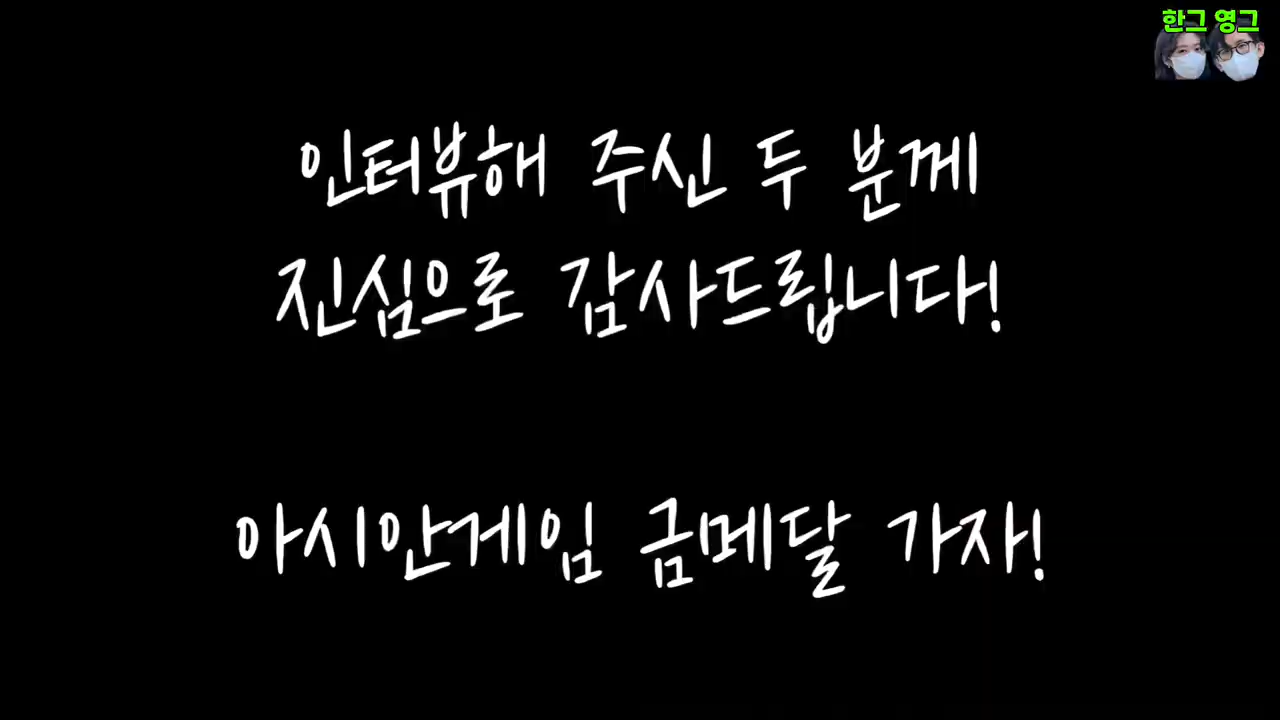 한그 영그
인터뷰해 주신 두 분께
진심으로 감사드립니다!
아시안게임 금메달 가자!